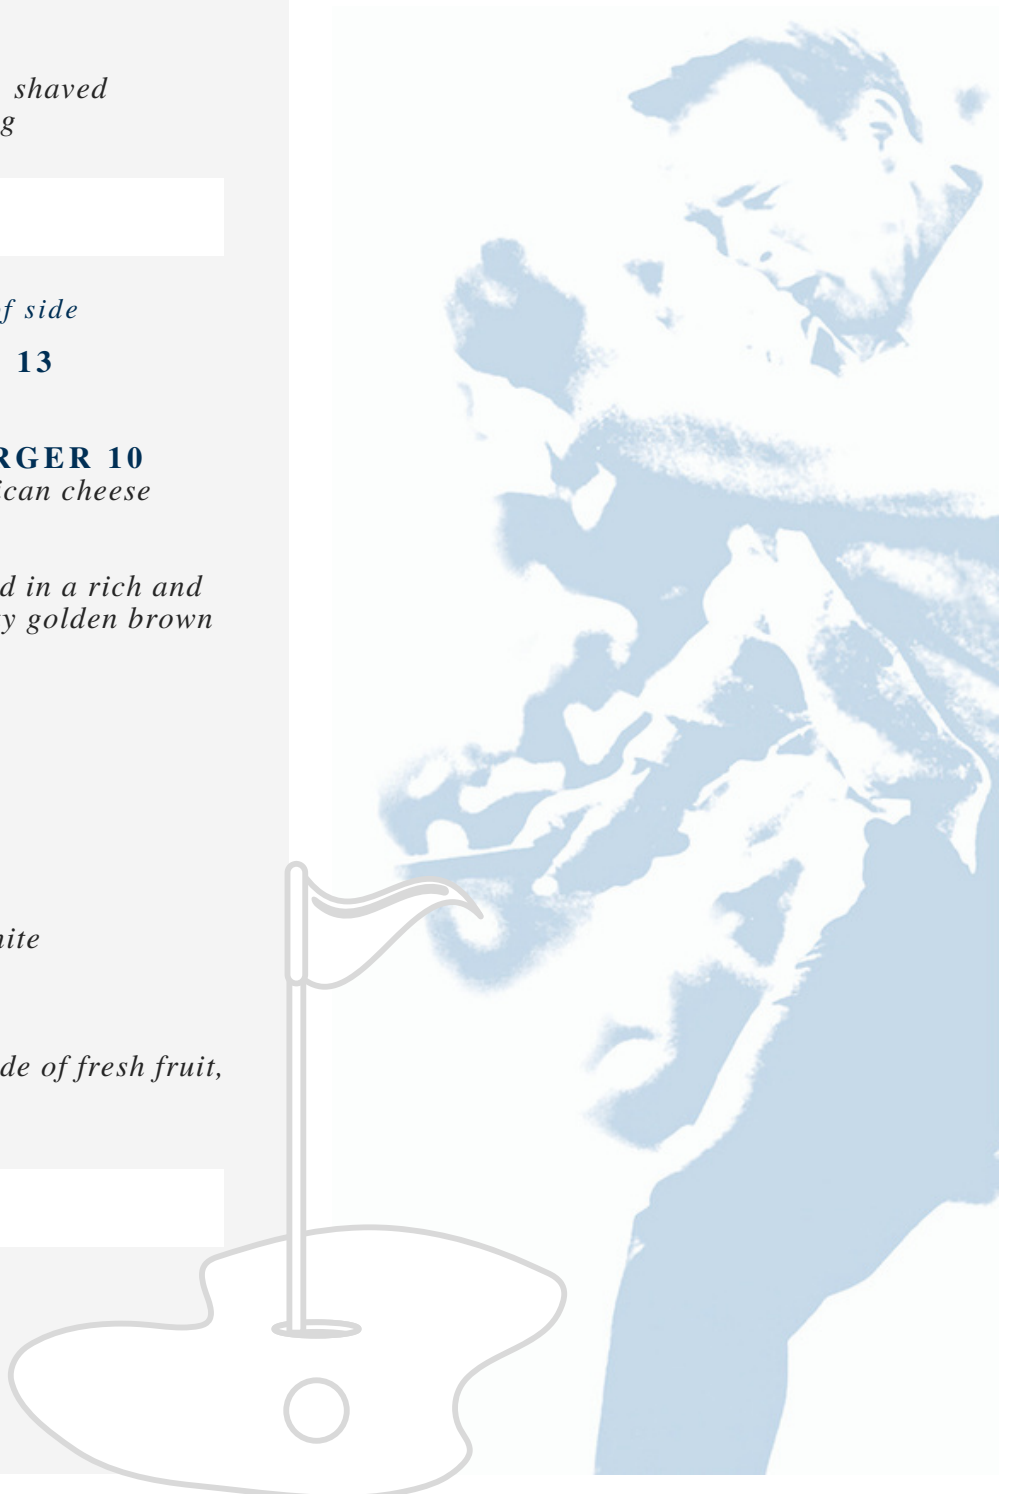 shaved
g
f side
13
RGER 10
ican cheese
d in a rich and
y golden brown
ite
de of fresh fruit,